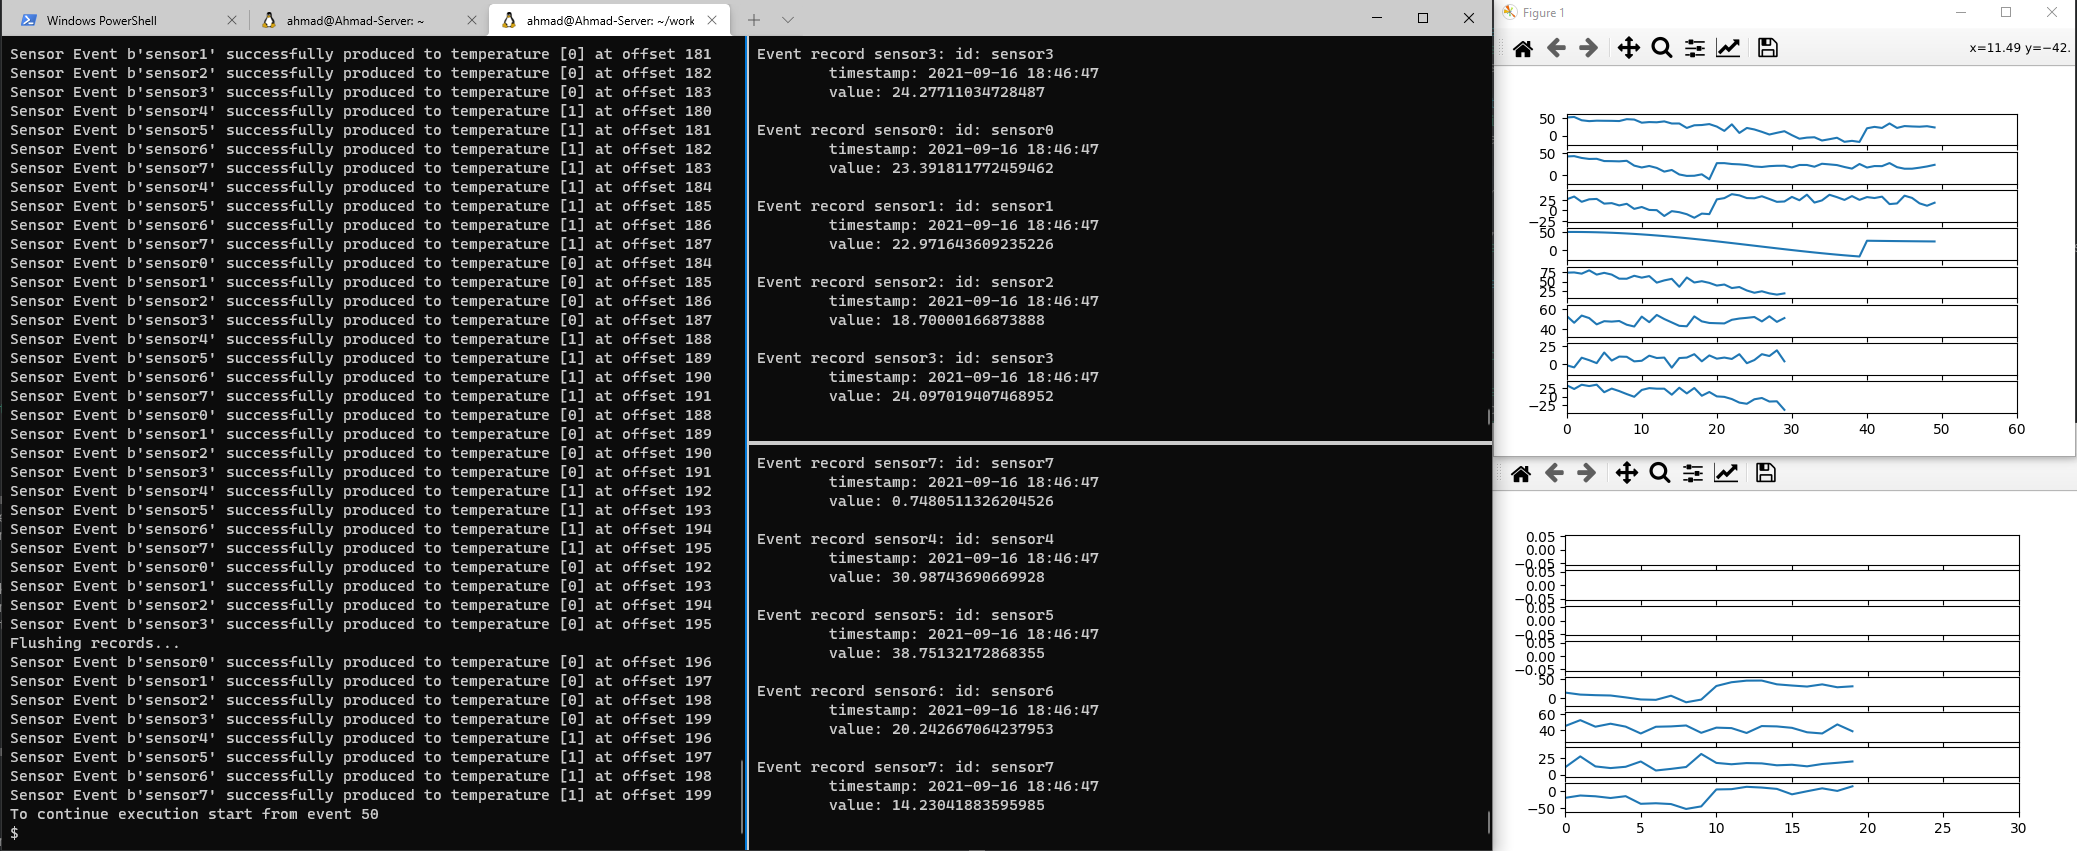 Windows PowerShell
ahmad@Ahmad-Server: ~
ahmad@Ahmad-Server: ~/work
Sensor Event b'sensor1' successfully produced to temperature [0] at offset 181
Sensor Event b'sensor2' successfully produced to temperature [0] at offset 182
Sensor Event b'sensor3' successfully produced to temperature [0] at offset 183
Sensor Event b'sensor4' successfully produced to temperature [1] at offset 180
Sensor Event b'sensor5' successfully produced to temperature [1] at offset 181
Sensor Event b'sensor6' successfully produced to temperature [1] at offset 182
Sensor Event b'sensor7' successfully produced to temperature [1] at offset 183
Sensor Event b'sensor4' successfully produced to temperature [1] at offset 184
Sensor Event b'sensor5' successfully produced to temperature [1] at offset 185
Sensor Event b'sensor6' successfully produced to temperature [1] at offset 186
Sensor Event b'sensor7' successfully produced to temperature [1] at offset 187
Sensor Event b'sensor0' successfully produced to temperature [0] at offset 184
Sensor Event b'sensor1' successfully produced to temperature [0] at offset 185
Sensor Event b'sensor2' successfully produced to temperature [0] at offset 186
Sensor Event b'sensor3' successfully produced to temperature [0] at offset 187
Sensor Event b'sensor4' successfully produced to temperature [1] at offset 188
Sensor Event b'sensor5' successfully produced to temperature [1] at offset 189
Sensor Event b'sensor6' successfully produced to temperature [1] at offset 190
Sensor Event b'sensor7' successfully produced to temperature [1] at offset 191
Sensor Event b'sensor0' successfully produced to temperature [0] at offset 188
Sensor Event b'sensor1' successfully produced to temperature [0] at offset 189
Sensor Event b'sensor2' successfully produced to temperature [0] at offset 190
Sensor Event b'sensor3' successfully produced to temperature [0] at offset 191
Sensor Event b'sensor4' successfully produced to temperature [1] at offset 192
Sensor Event b'sensor5' successfully produced to temperature [1] at offset 193
Sensor Event b'sensor6' successfully produced to temperature [1] at offset 194
Sensor Event b'sensor7' successfully produced to temperature [1] at offset 195
Sensor Event b'sensor0' successfully produced to temperature [0] at offset 192
Sensor Event b'sensor1' successfully produced to temperature [0] at offset 193
Sensor Event b'sensor2' successfully produced to temperature [0] at offset 194
Sensor Event b'sensor3' successfully produced to temperature [0] at offset 195
Flushing records...
Sensor Event b'sensor0' successfully produced to temperature [0] at offset 196
Sensor Event b'sensor1' successfully produced to temperature [0] at offset 197
Sensor Event b'sensor2' successfully produced to temperature [0] at offset 198
Sensor Event b'sensor3' successfully produced to temperature [0] at offset 199
Sensor Event b'sensor4' successfully produced to temperature [1] at offset 196
Sensor Event b'sensor5' successfully produced to temperature [1] at offset 197
Sensor Event b'sensor6' successfully produced to temperature [1] at offset 198
Sensor Event b'sensor7' successfully produced to temperature [1] at offset 199
To continue execution start from event 50
$
Event record sensor3: id: sensor3
timestamp: 2021-09-16 18:46:47
value: 24.27711034728487
Event record sensor0: id: sensor0
timestamp: 2021-09-16 18:46:47
value: 23.391811772459462
Event record sensor1: id: sensor1
timestamp: 2021-09-16 18:46:47
value: 22.971643609235226
Event record sensor2: id: sensor2
timestamp: 2021-09-16 18:46:47
value: 18.70000166873888
Event record sensor3: id: sensor3
timestamp: 2021-09-16 18:46:47
value: 24.097019407468952
Event record sensor7: id: sensor7
timestamp: 2021-09-16 18:46:47
value: 0.7480511326204526
Event record sensor4: id: sensor4
timestamp: 2021-09-16 18:46:47
value: 30.98743690669928
Event record sensor5: id: sensor5
timestamp: 2021-09-16 18:46:47
value: 38.75132172868355
Event record sensor6: id: sensor6
timestamp: 2021-09-16 18:46:47
value: 20.242667064237953
Event record sensor7: id: sensor7
timestamp: 2021-09-16 18:46:47
value: 14.23041883595985
Figure 1
x=11.49 y=−42.
50
0
50
0
25
0
−25
50
0
75
50
25
60
40
25
0
25
0
−25
0 10 20 30 40 50 60
0.05
0.00
−0.05
0.05
0.00
−0.05
0.05
0.00
−0.05
0.05
0.00
−0.05
50
0
60
40
25
0
0
−50
0 5 10 15 20 25 30